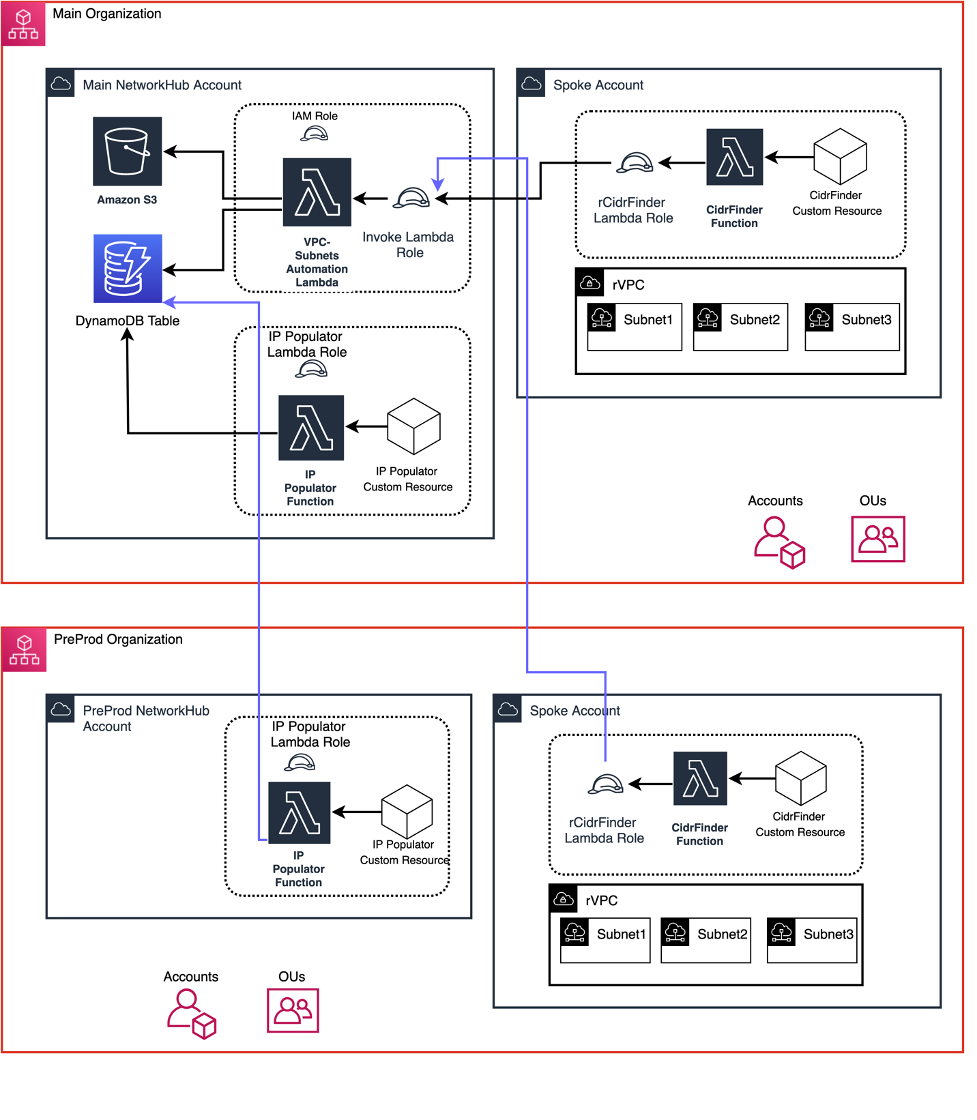 Main Organization
Main NetworkHub Account
Spoke Account
IAM Role
Amazon S3
VPC-
Subnets
Automation
Lambda
Invoke Lambda
Role
rCidrFinder
Lambda Role
CidrFinder
Function
CidrFinder
Custom Resource
rVPC
Subnet1
Subnet2
Subnet3
DynamoDB Table
IP Populator
Lambda Role
IP
Populator
Function
IP Populator
Custom Resource
Accounts
OUs
PreProd Organization
PreProd NetworkHub
Account
Spoke Account
IP Populator
Lambda Role
IP
Populator
Function
IP Populator
Custom Resource
rCidrFinder
Lambda Role
CidrFinder
Function
CidrFinder
Custom Resource
rVPC
Subnet1
Subnet2
Subnet3
Accounts
OUs